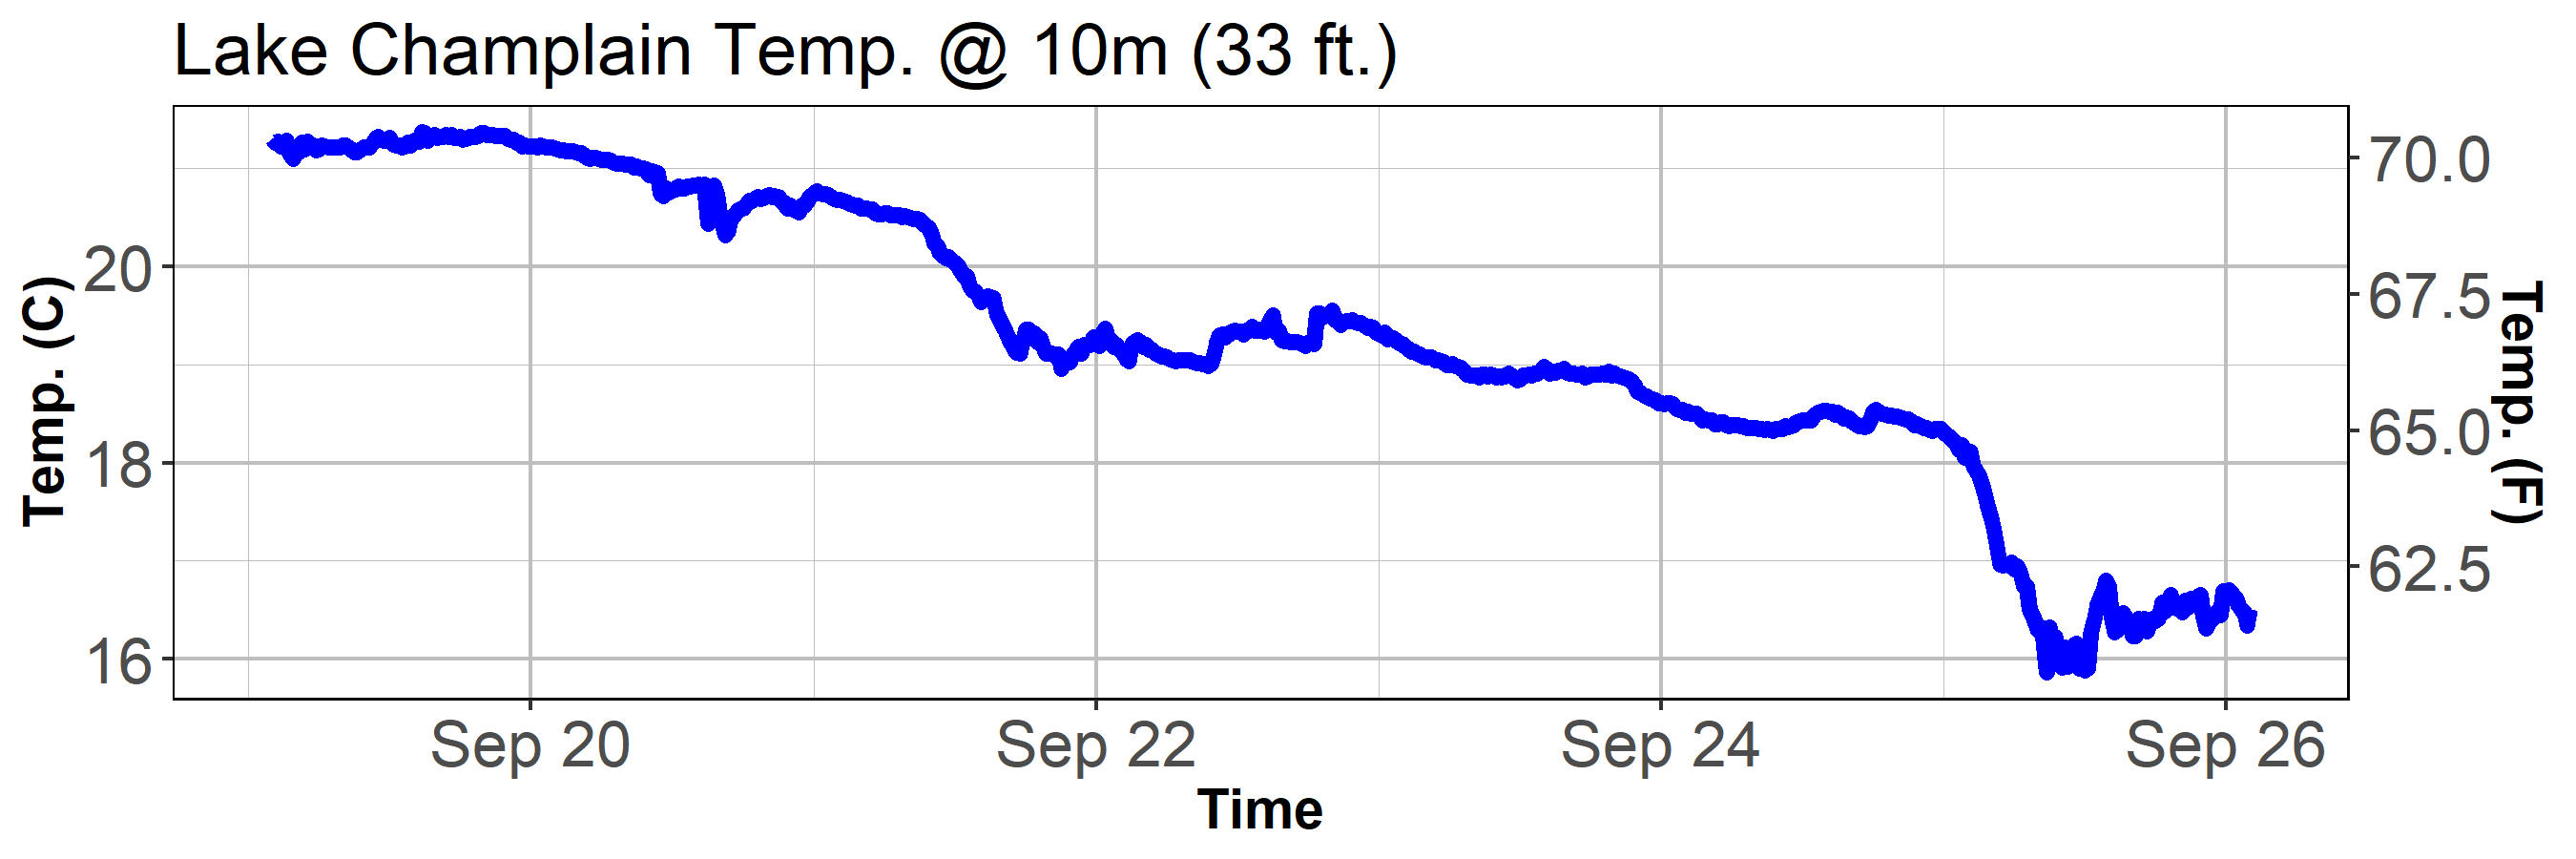 Lake Champlain Temp. @ 10m (33 ft.)
Temp. (C)
20
18
16
70.0
67.5
65.0
62.5
Temp. (F)
Sep 20
Sep 22
Sep 24
Sep 26
Time